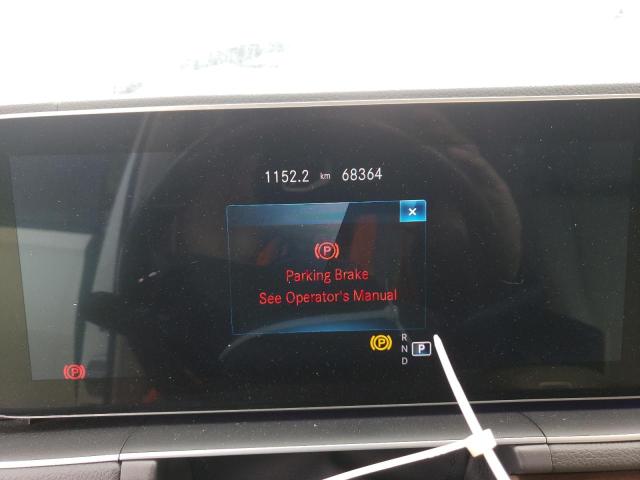 1152.2 km 68364
×
(P)
Parking Brake
See Operator's Manual
(P) R
N P
D
(P)